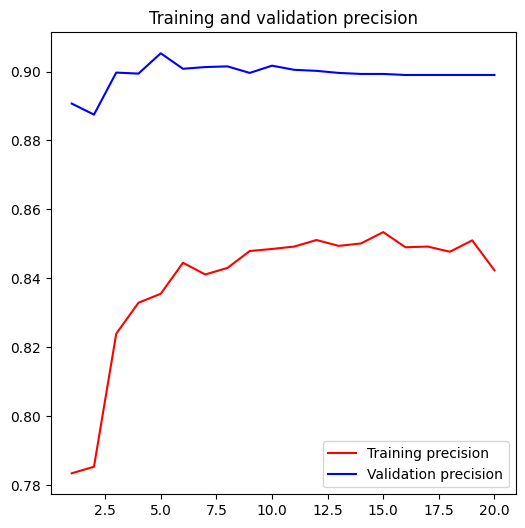 Training and validation precision
0.90
0.88
0.86
0.84
0.82
0.80
0.78
Training precision
Validation precision
2.5 5.0 7.5 10.0 12.5 15.0 17.5 20.0